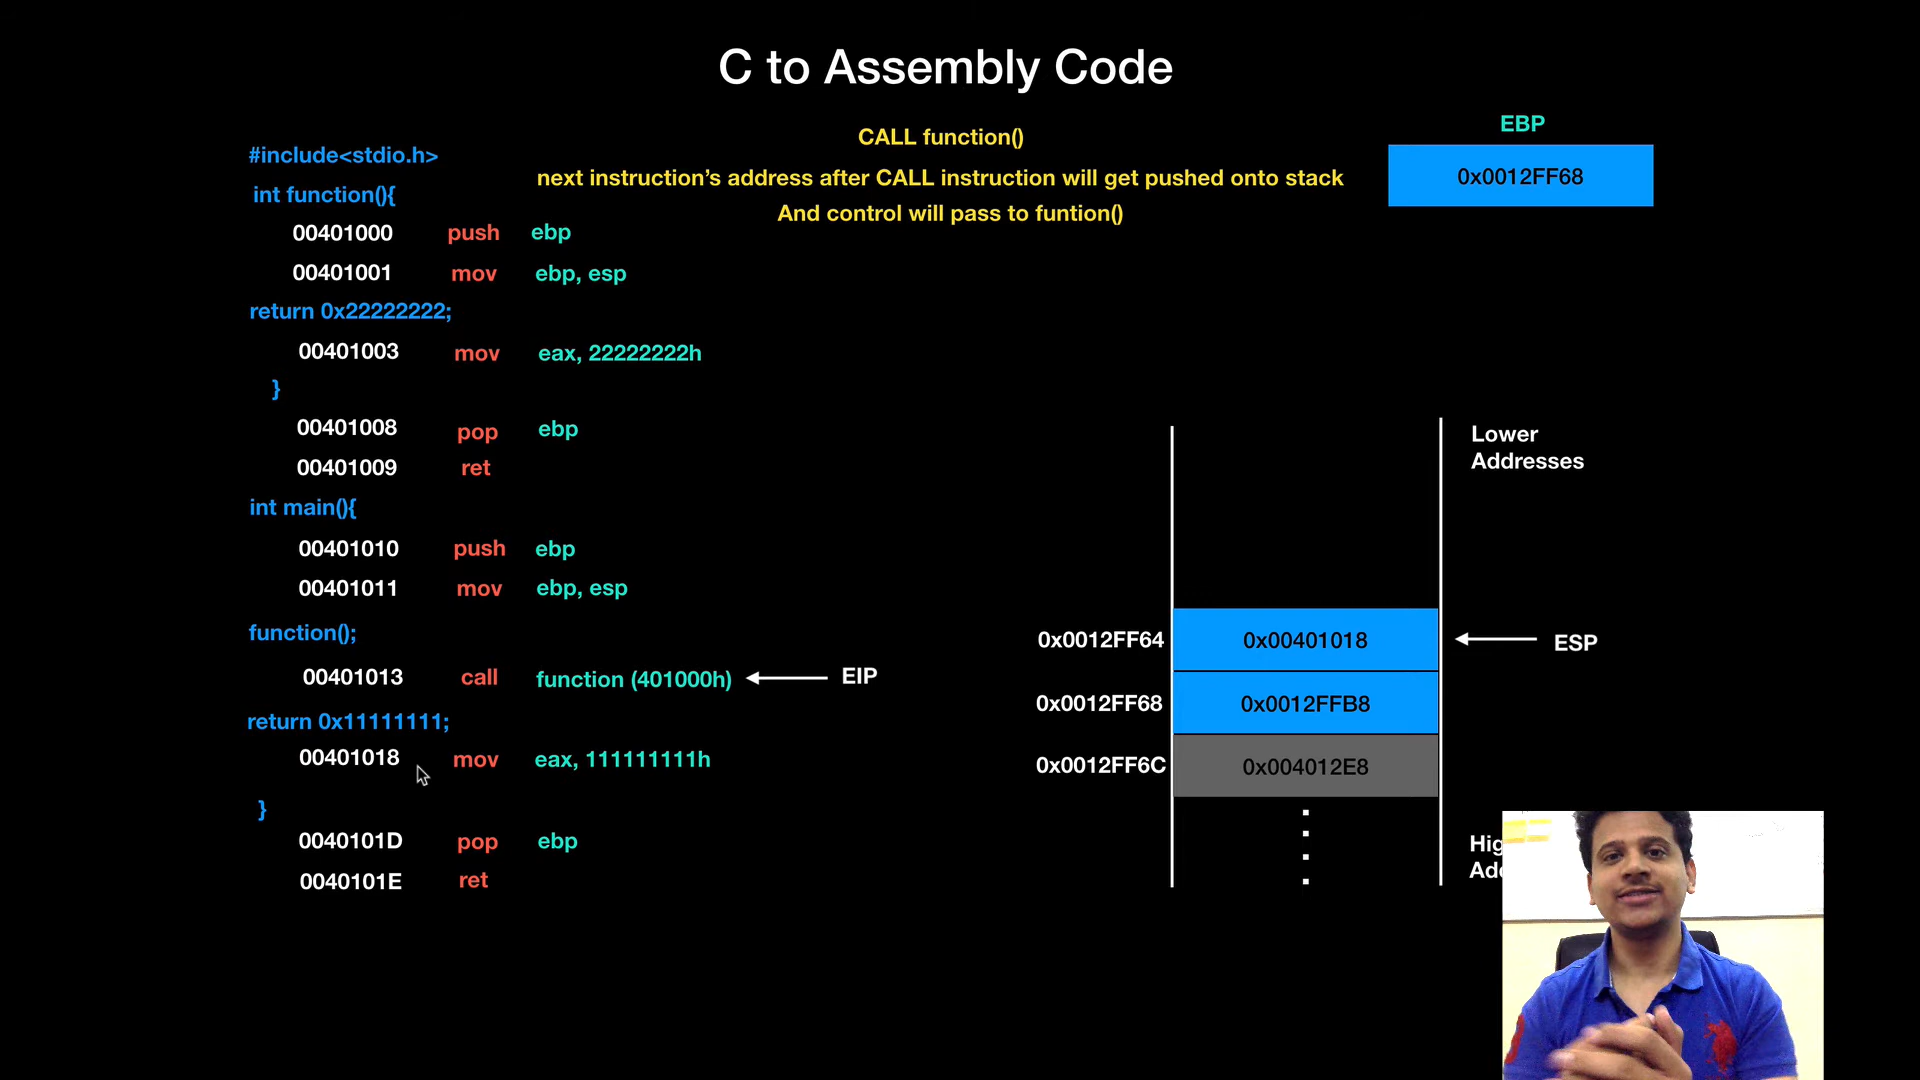 C to Assembly Code
CALL function()
next instruction's address after CALL instruction will get pushed onto stack
And control will pass to funtion()
EBP
0x0012FF68
#include<stdio.h>
int function(){
00401000 push ebp
00401001 mov ebp, esp
return 0x22222222;
00401003 mov eax, 22222222h
}
00401008 pop ebp
00401009 ret
int main(){
00401010 push ebp
00401011 mov ebp, esp
function();
00401013 call function (401000h) EIP
return 0x11111111;
00401018 mov eax, 111111111h
}
0040101D pop ebp
0040101E ret
Lower
Addresses
0x0012FF64 0x00401018 ESP
0x0012FF68 0x0012FFB8
0x0012FF6C 0x004012E8